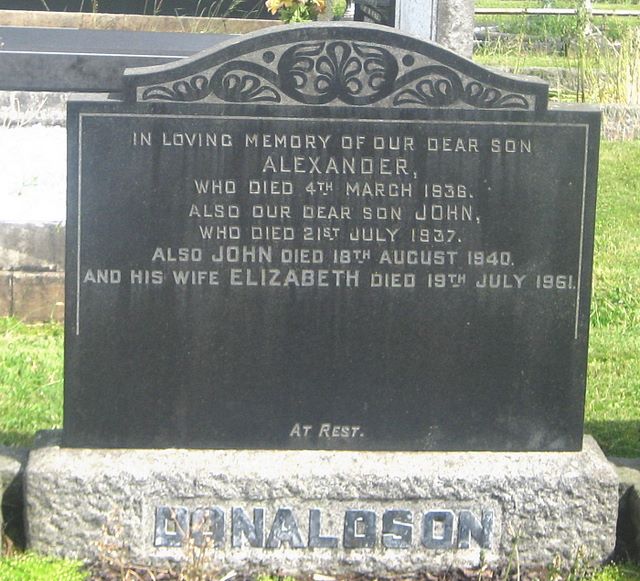 IN LOVING MEMORY OF OUR DEAR SON
ALEXANDER,
WHO DIED 4TH MARCH 1936.
ALSO OUR DEAR SON JOHN,
WHO DIED 21ST JULY 1937.
ALSO JOHN DIED 18TH AUGUST 1940.
AND HIS WIFE ELIZABETH DIED 19TH JULY 1961.
AT REST.
DONALDSON